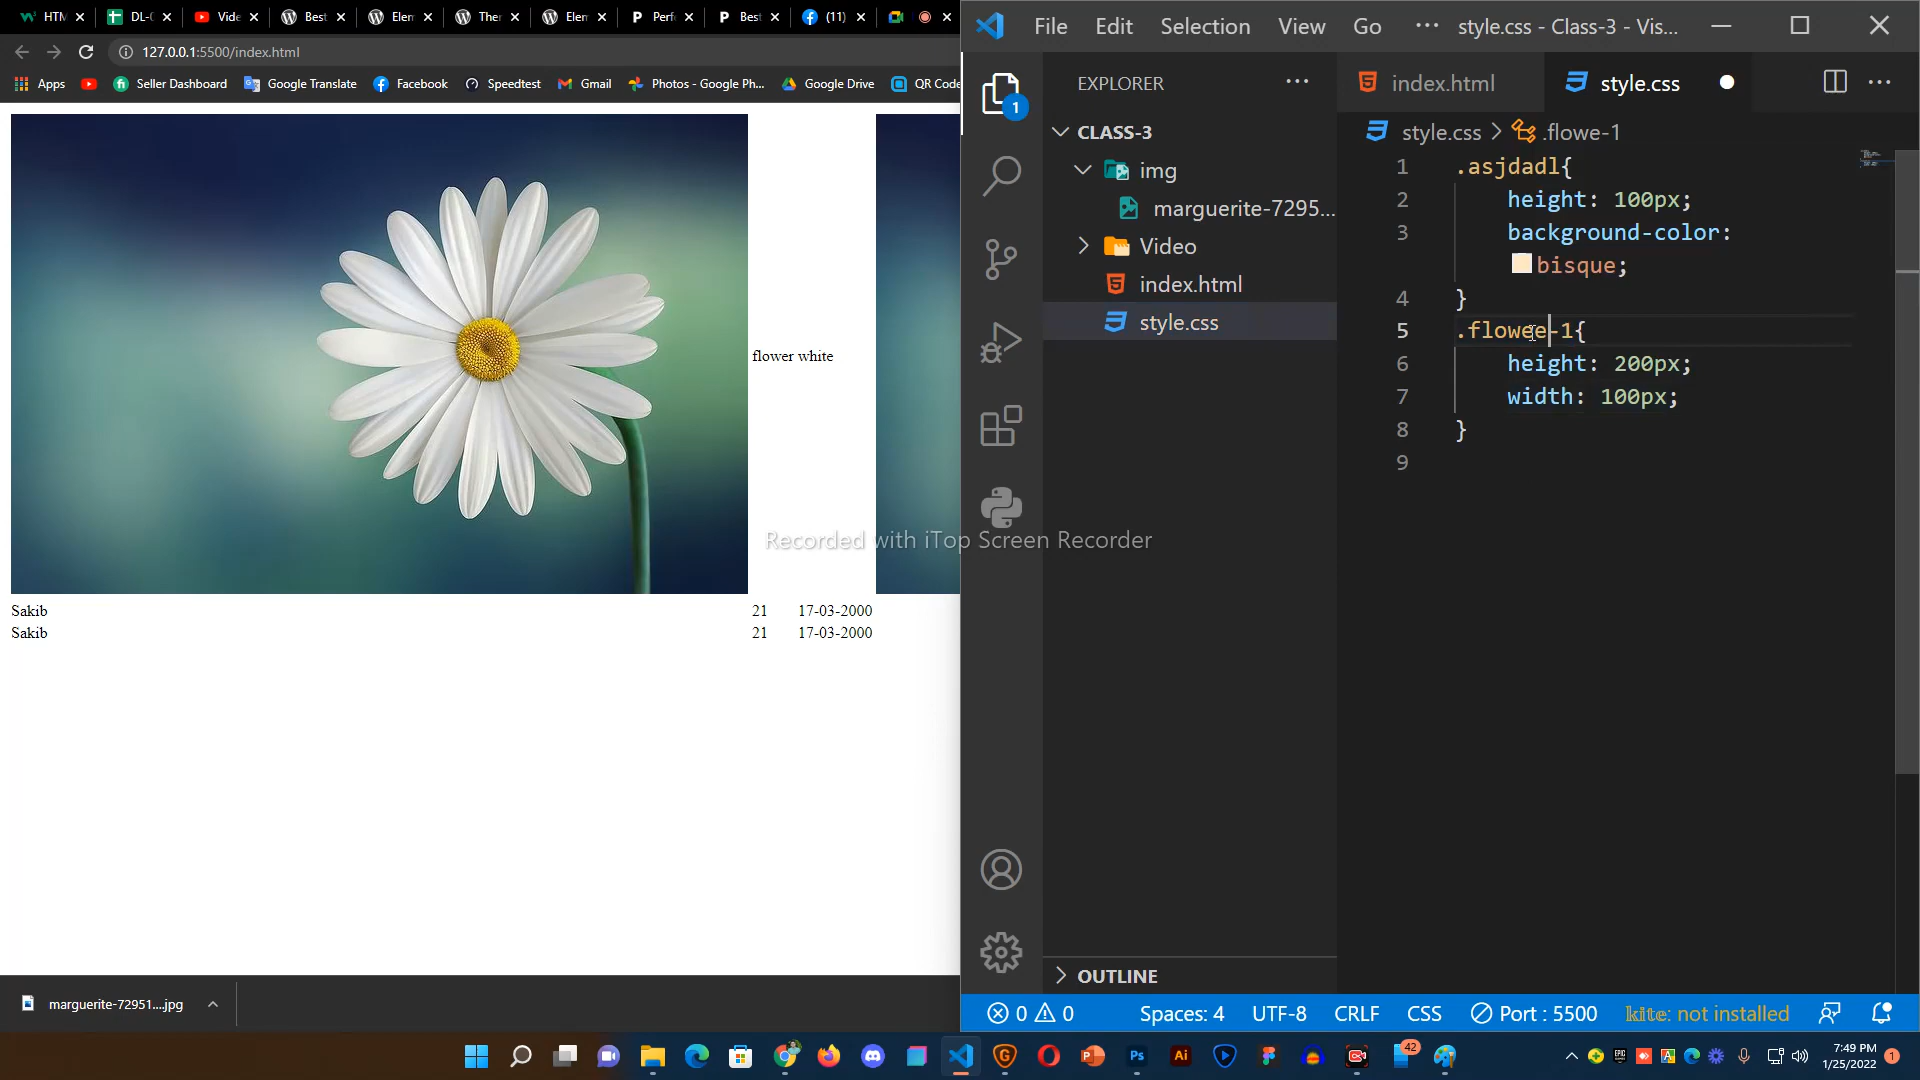 HTM
DL-C
Vide
Best
Elem
Ther
Elem
Perf
Best
(11)
127.0.0.1:5500/index.html
Apps
Seller Dashboard
Google Translate
Facebook
Speedtest
Gmail
Photos - Google Ph...
Google Drive
QR Code
flower white
Sakib 21 17-03-2000
Sakib 21 17-03-2000
Recorded with iTop Screen Recorder
marguerite-72951....jpg
File Edit Selection View Go ··· style.css - Class-3 - Vis...
EXPLORER ···
1
CLASS-3
img
marguerite-7295...
Video
index.html
style.css
OUTLINE
index.html
style.css
style.css > .flowe-1
1 .asjdadl{
2 height: 100px;
3 background-color:
bisque;
4 }
5 .flowee-1{
6 height: 200px;
7 width: 100px;
8 }
9
0 0 Spaces: 4 UTF-8 CRLF CSS Port : 5500 kite: not installed
42
7:49 PM
1/25/2022
1